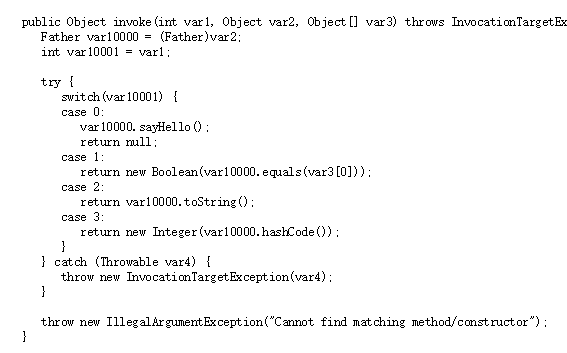 public Object invoke(int var1, Object var2, Object[] var3) throws InvocationTargetEx
Father var10000 = (Father)var2;
int var10001 = var1;
try {
switch(var10001) {
case 0:
var10000.sayHello();
return null;
case 1:
return new Boolean(var10000.equals(var3[0]));
case 2:
return var10000.toString();
case 3:
return new Integer(var10000.hashCode());
}
} catch (Throwable var4) {
throw new InvocationTargetException(var4);
}
throw new IllegalArgumentException("Cannot find matching method/constructor");
}